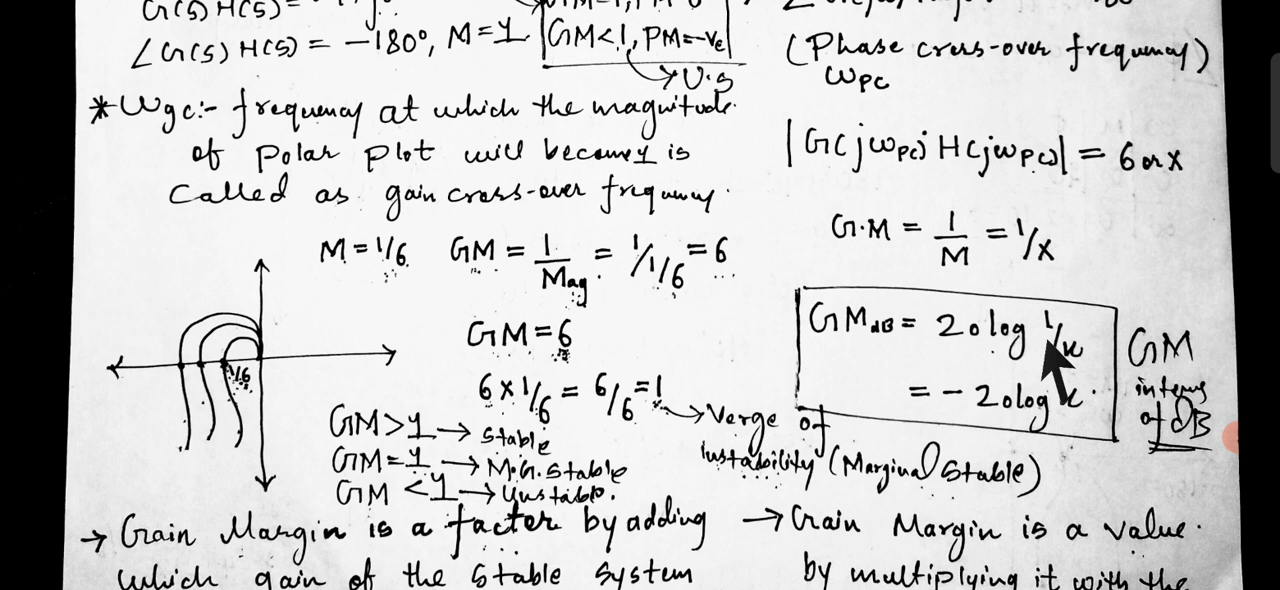 G(s) H(s) =
∠G(s) H(s) = -180°, M=1
GM<1, PM=-ve
→ U.S
(Phase cross-over frequency)
ωpc
* Wgc:- frequency at which the magnitude
of Polar Plot will become 1 is
called as gain cross-over frequency.
|G(jωpc) H(jωpc)| = 6 or x
M = 1/6 GM = 1/Mag = 1/1/6 = 6
G.M = 1/M = 1/x
GM = 6
1/6
6 x 1/6 = 6/6 = 1 → Verge of
instability (Marginal Stable)
GM>1 → Stable
GM=1 → M.G. Stable
GM <1 → Unstable.
GM dB = 20 log 1/x
= - 20 log x.
GM
in terms
of dB
→ Gain Margin is a factor by adding
which gain of the stable system
→ Gain Margin is a value.
by multiplying it with the